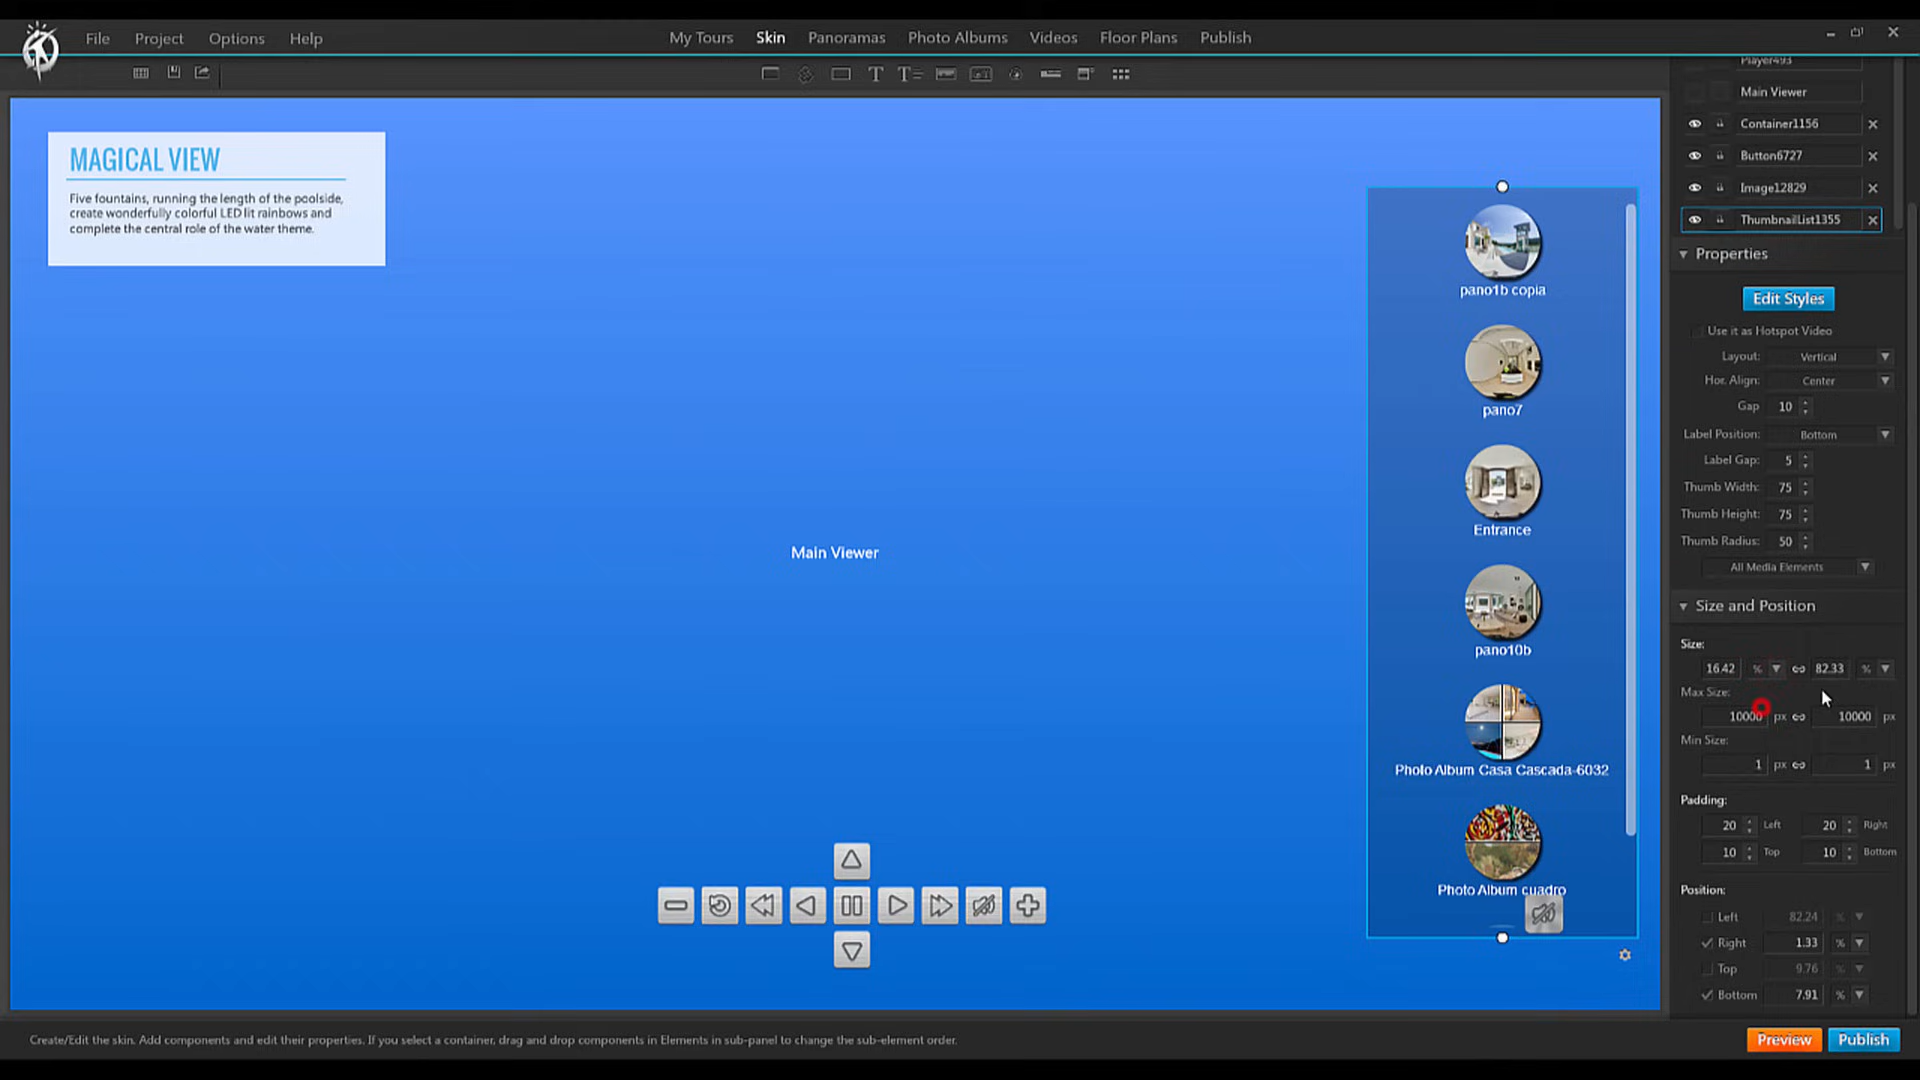 File Project Options Help My Tours Skin Panoramas Photo Albums Videos Floor Plans Publish
Player493
Main Viewer
Container1156
Button6727
Image12829
ThumbnailList1355
Properties
Edit Styles
Use it as Hotspot Video
Layout: Vertical
Hor. Align: Center
Gap 10
Label Position: Bottom
Label Gap: 5
Thumb Width: 75
Thumb Height: 75
Thumb Radius: 50
All Media Elements
Size and Position
Size:
16.42 % 82.33 %
Max Size:
10000 px 10000 px
Min Size:
1 px 1 px
Padding:
20 Left 20 Right
10 Top 10 Bottom
Position:
Left 82.24 %
Right 1.33 %
Top 9.76 %
Bottom 7.91 %
MAGICAL VIEW
Five fountains, running the length of the poolside,
create wonderfully colorful LED lit rainbows and
complete the central role of the water theme.
Main Viewer
pano1b copia
pano7
Entrance
pano10b
Photo Album Casa Cascada-6032
Photo Album cuadro
Create/Edit the skin. Add components and edit their properties. If you select a container, drag and drop components in Elements in sub-panel to change the sub-element order.
Preview Publish